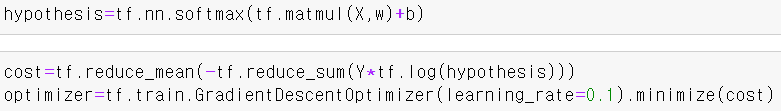 hypothesis=tf.nn.softmax(tf.matmul(X,w)+b)
cost=tf.reduce_mean(-tf.reduce_sum(Y*tf.log(hypothesis)))
optimizer=tf.train.GradientDescentOptimizer(learning_rate=0.1).minimize(cost)